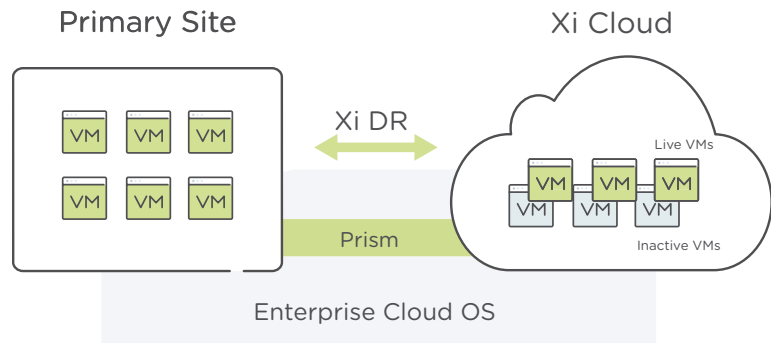 Primary Site
Xi Cloud
VM VM VM
Xi DR
Live VMs
VM VM VM
VM VM VM
VM VM VM
Prism
Inactive VMs
Enterprise Cloud OS